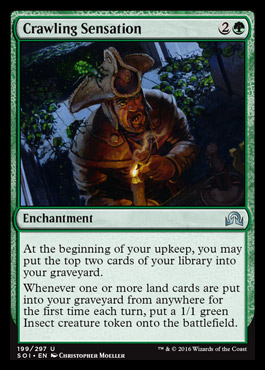 Crawling Sensation 2
Enchantment
At the beginning of your upkeep, you may
put the top two cards of your library into
your graveyard.
Whenever one or more land cards are put
into your graveyard from anywhere for
the first time each turn, put a 1/1 green
Insect creature token onto the battlefield.
199/297 U
SOI • EN Christopher Moeller
™ & © 2016 Wizards of the Coast